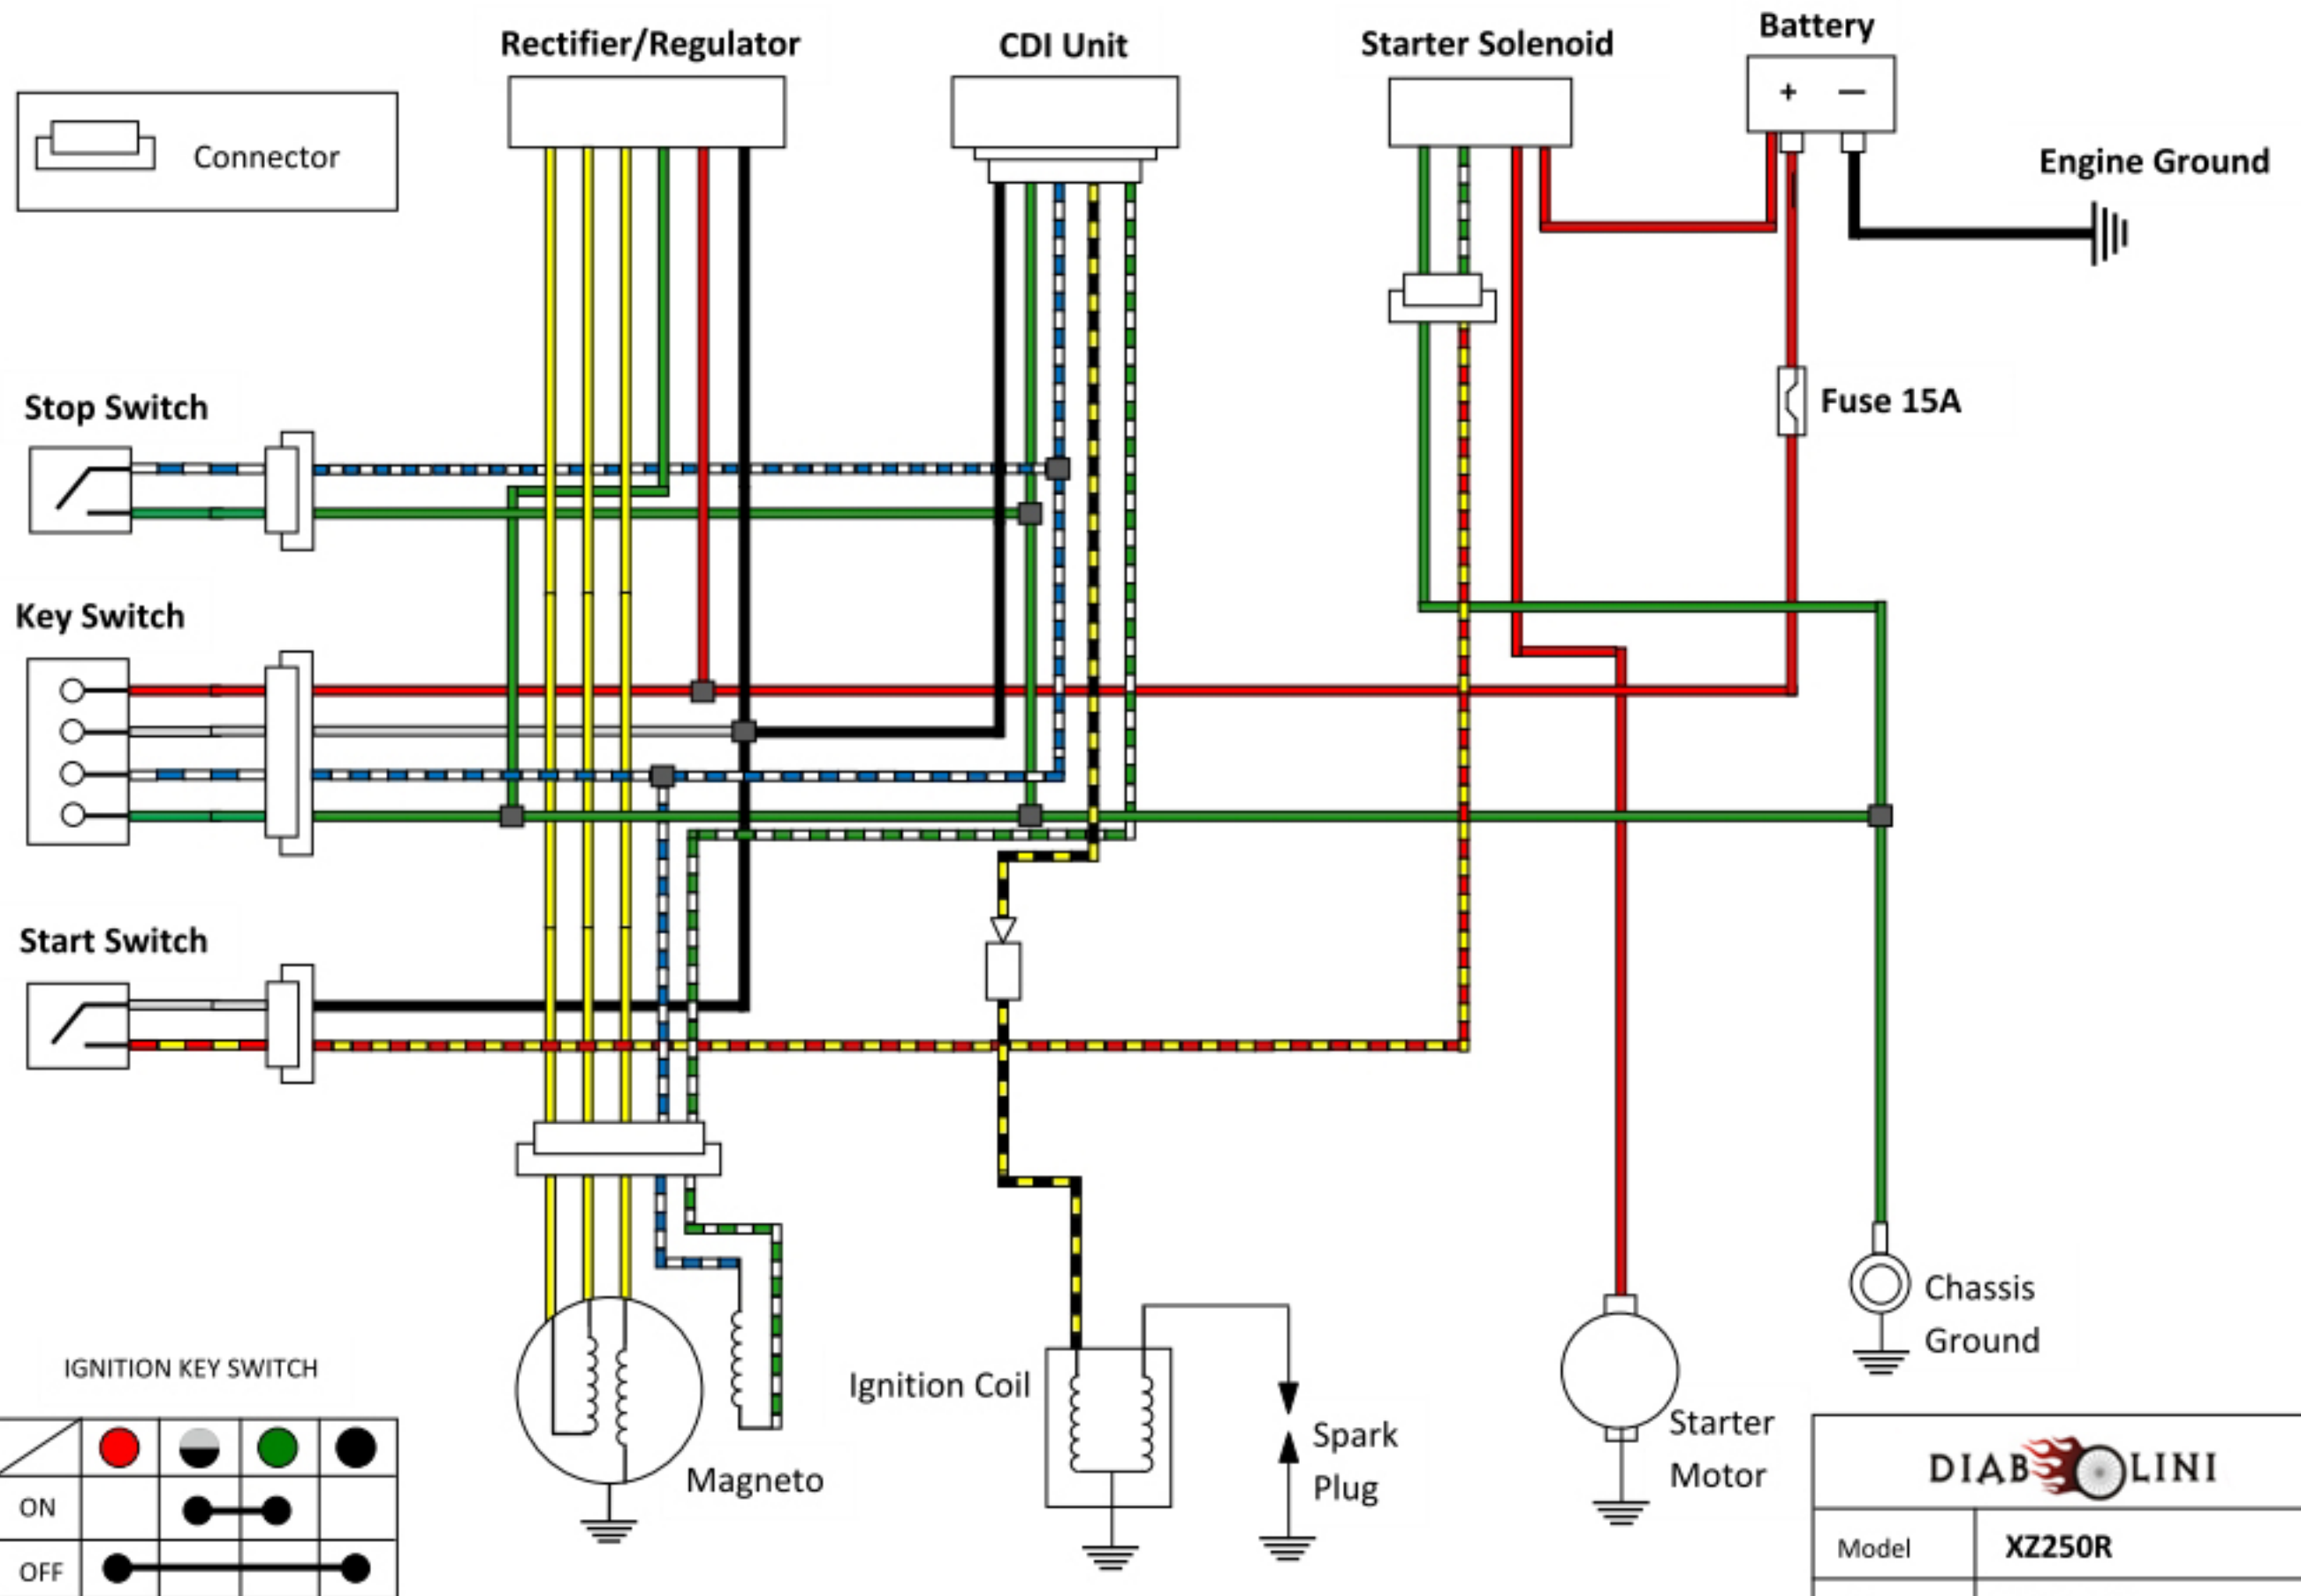 Rectifier/Regulator
CDI Unit
Starter Solenoid
Battery
+ —
Connector
Engine Ground
Stop Switch
Fuse 15A
Key Switch
Start Switch
Chassis
Ground
IGNITION KEY SWITCH
Ignition Coil
Spark
Plug
Starter
Motor
Magneto
ON
OFF
DIAB LINI
Model XZ250R